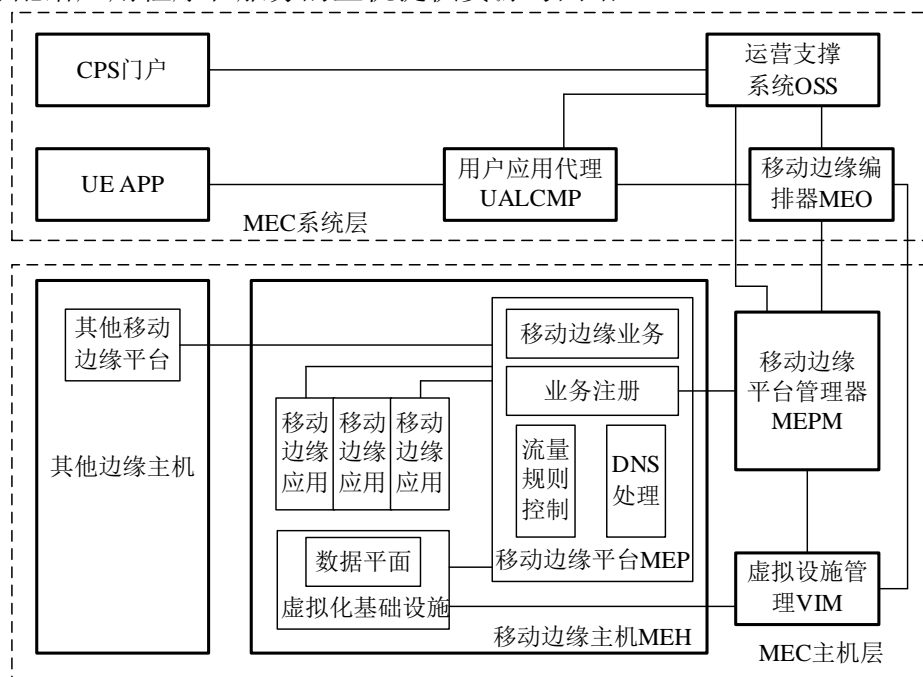 CPS门户
运营支撑
系统OSS
UE APP
用户应用代理
UALCMP
移动边缘编
排器MEO
MEC系统层
其他移动
边缘平台
其他边缘主机
移动边缘业务
业务注册
移动
边缘
应用
移动
边缘
应用
移动
边缘
应用
流量
规则
控制
DNS
处理
移动边缘平台MEP
数据平面
虚拟化基础设施
移动边缘主机MEH
移动边缘
平台管理器
MEPM
虚拟设施管
理VIM
MEC主机层